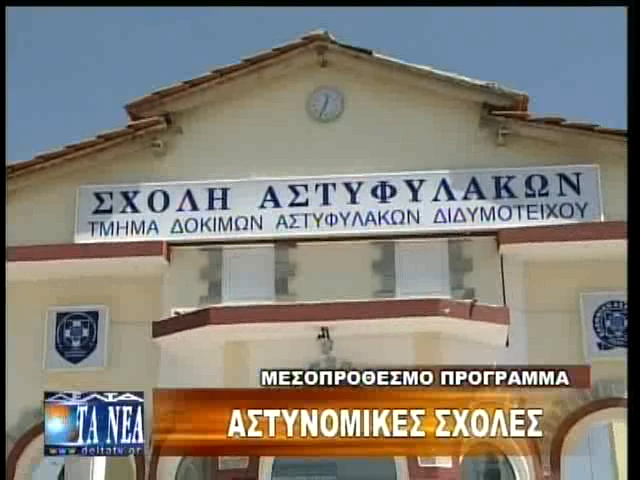 ΣΧΟΛΗ ΑΣΤΥΦΥΛΑΚΩΝ
ΤΜΗΜΑ ΔΟΚΙΜΩΝ ΑΣΤΥΦΥΛΑΚΩΝ ΔΙΔΥΜΟΤΕΙΧΟΥ
ΜΕΣΟΠΡΟΘΕΣΜΟ ΠΡΟΓΡΑΜΜΑ
ΑΣΤΥΝΟΜΙΚΕΣ ΣΧΟΛΕΣ
ΤΑ ΝΕΑ
www.deltatv.gr